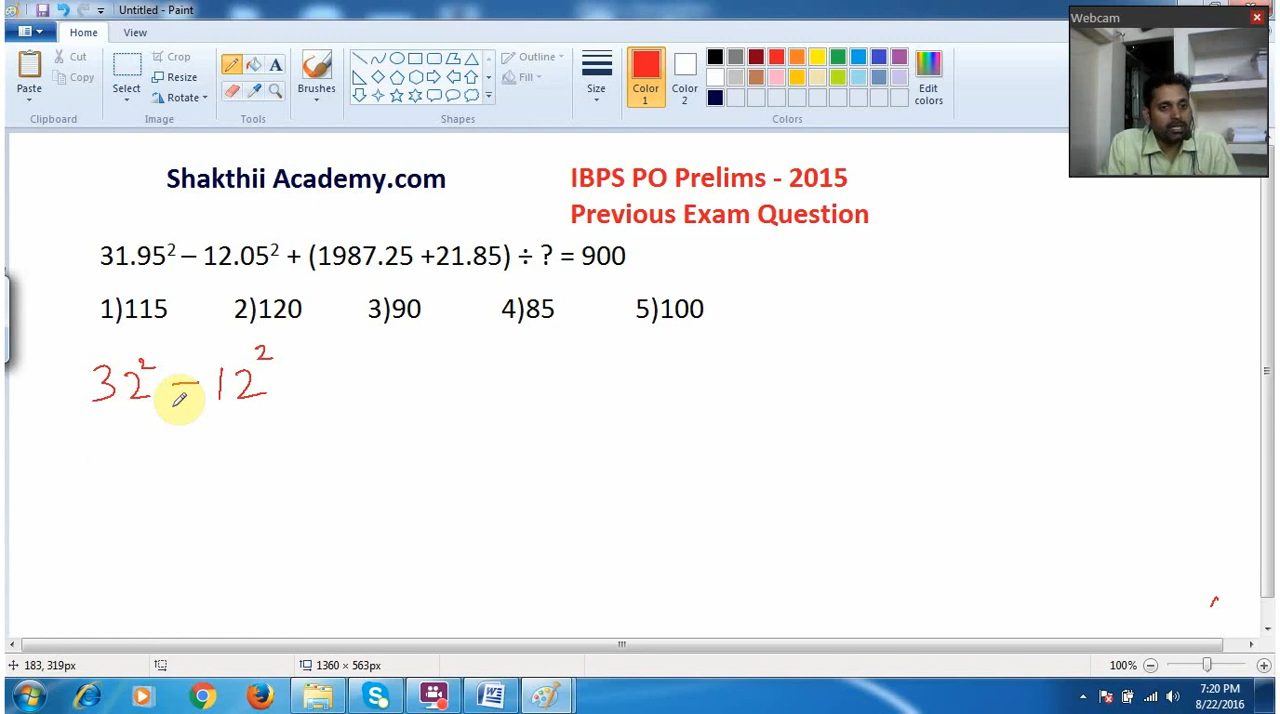 Untitled - Paint
Webcam
Home View
Cut
Copy
Paste
Clipboard
Select
Crop
Resize
Rotate
Image
Tools
Brushes
Outline
Fill
Shapes
Size
Color 1
Color 2
Edit colors
Colors
Shakthii Academy.com
IBPS PO Prelims - 2015
Previous Exam Question
31.95² – 12.05² + (1987.25 +21.85) ÷ ? = 900
1)115 2)120 3)90 4)85 5)100
32² – 12²
183, 319px
1360 × 563px
100%
7:20 PM
8/22/2016